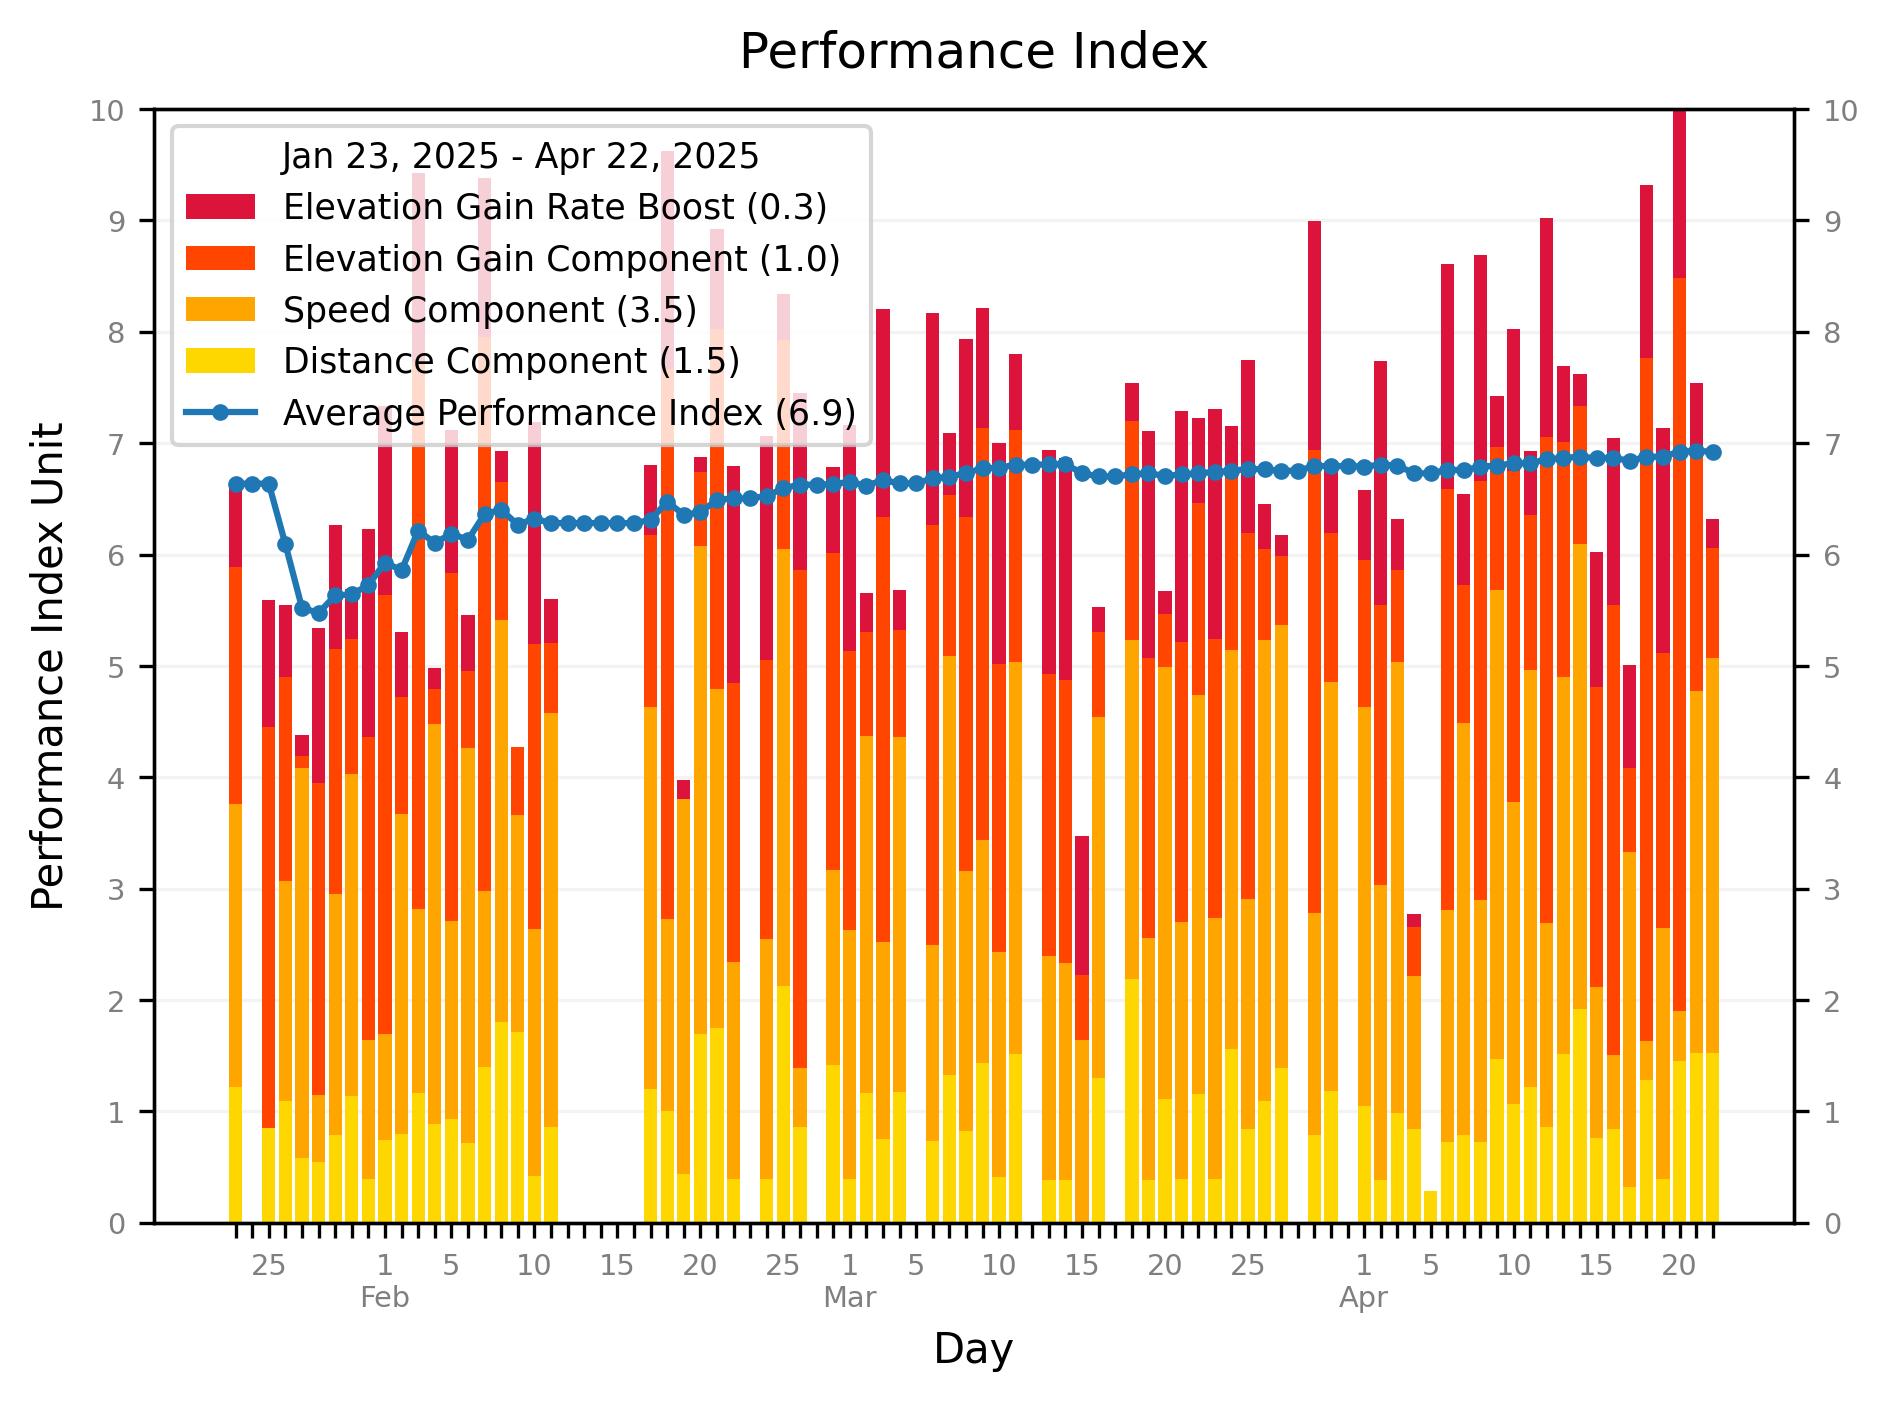 Performance Index
Jan 23, 2025 - Apr 22, 2025
Elevation Gain Rate Boost (0.3)
Elevation Gain Component (1.0)
Speed Component (3.5)
Distance Component (1.5)
Average Performance Index (6.9)
Performance Index Unit
10
9
8
7
6
5
4
3
2
1
0
10
9
8
7
6
5
4
3
2
1
0
25 1 5 10 15 20 25 1 5 10 15 20 25 1 5 10 15 20
Feb Mar Apr
Day